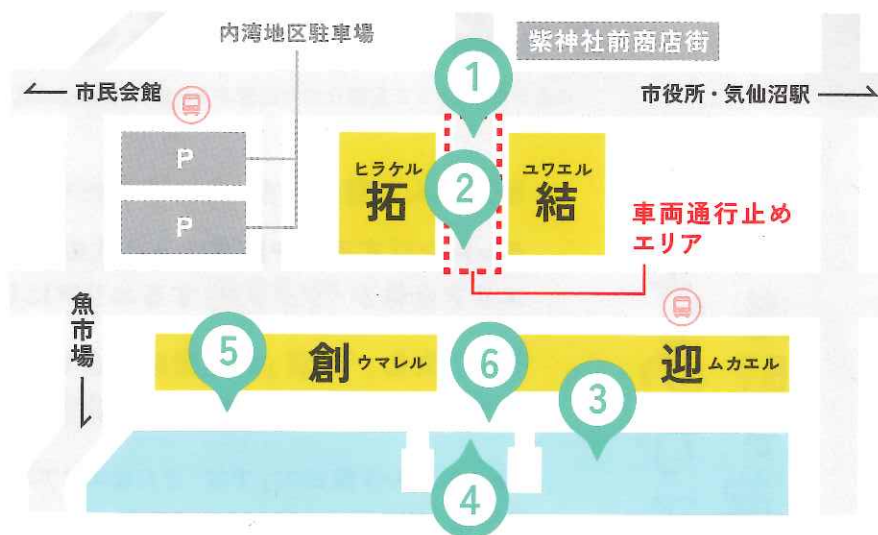 内湾地区駐車場
紫神社前商店街
← 市民会館
市役所・気仙沼駅 →
1
P
P
ヒラケル
拓
2
ユワエル
結
車両通行止め
エリア
魚市場
↓
5
創 ウマレル
6
迎 ムカエル
3
4